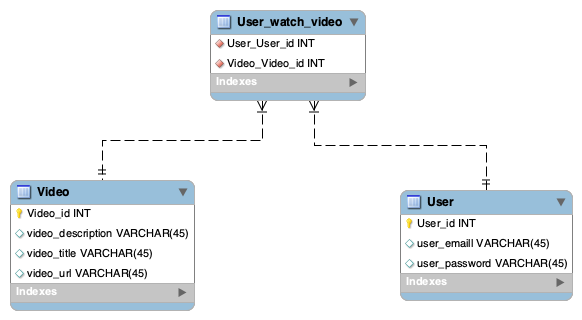 User_watch_video
User_User_id INT
Video_Video_id INT
Indexes
Video
Video_id INT
video_description VARCHAR(45)
video_title VARCHAR(45)
video_url VARCHAR(45)
Indexes
User
User_id INT
user_emaill VARCHAR(45)
user_password VARCHAR(45)
Indexes